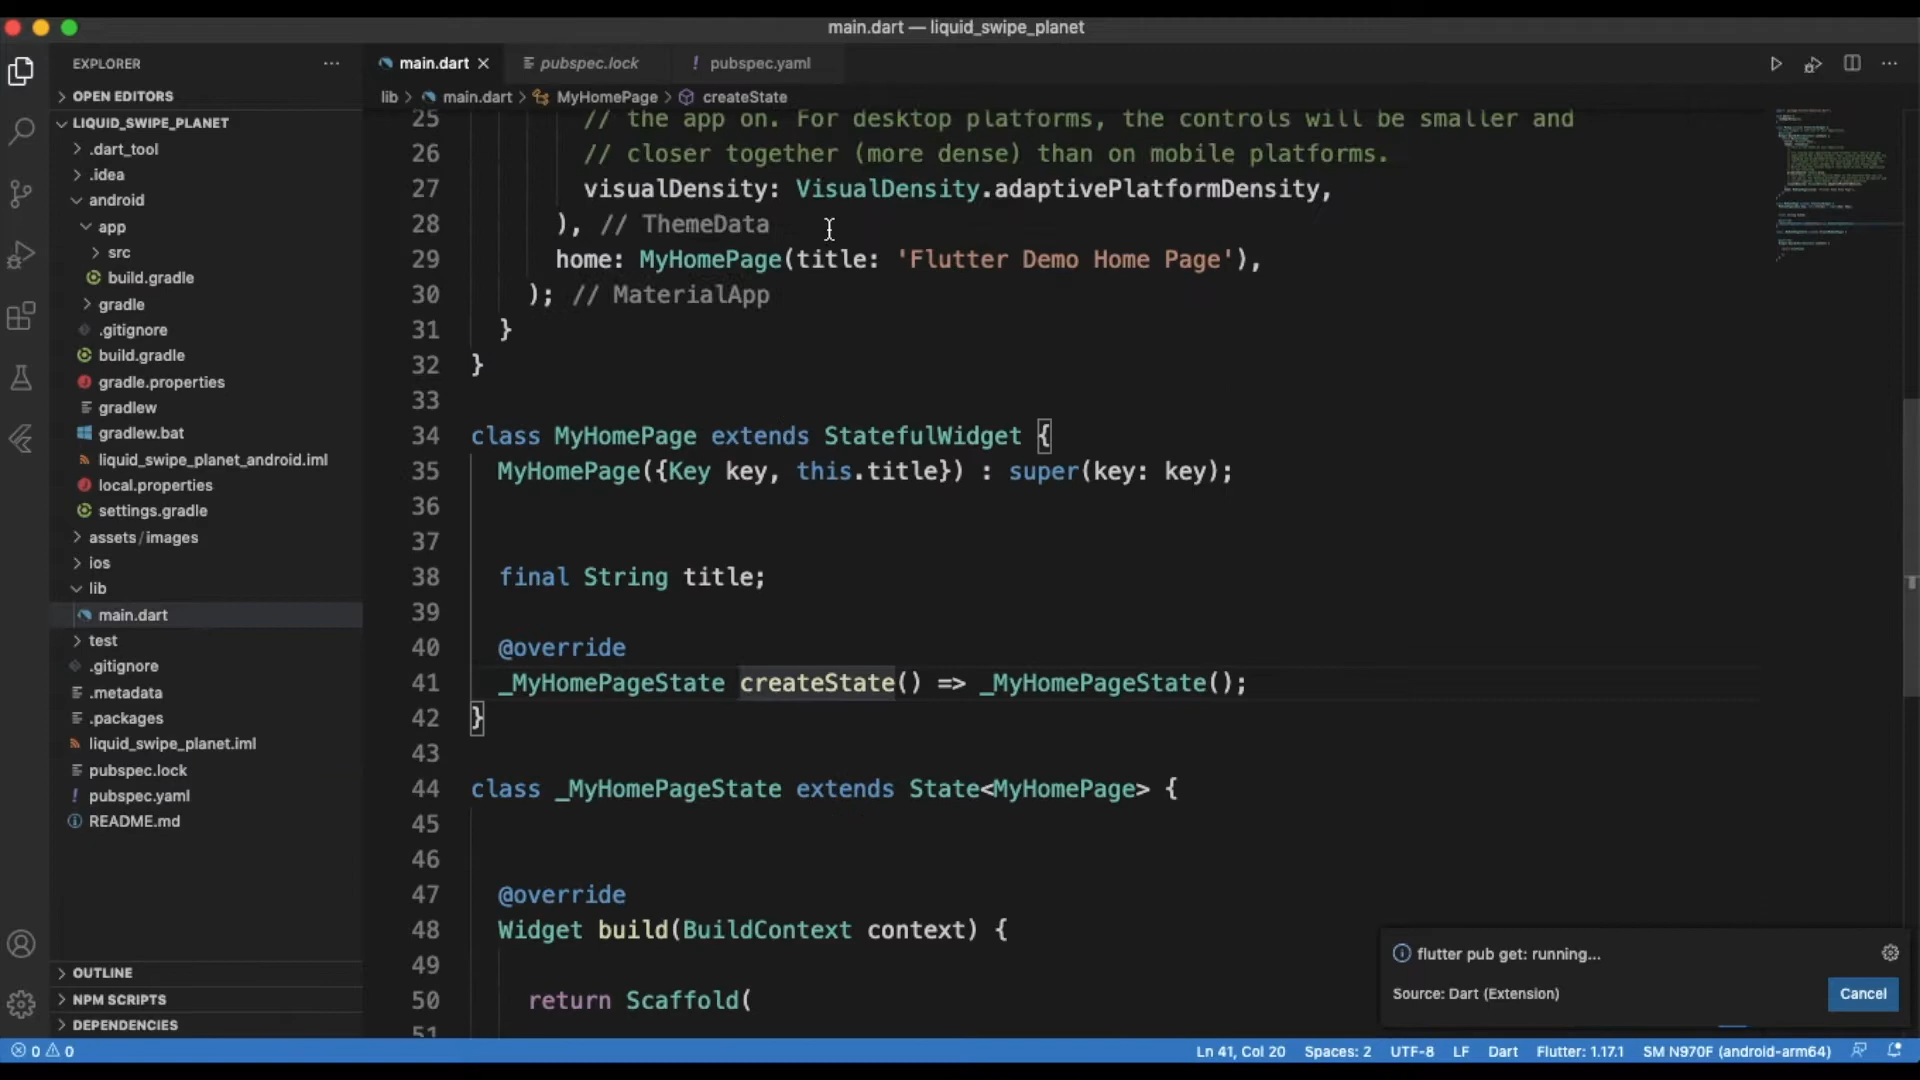 main.dart — liquid_swipe_planet
EXPLORER
main.dart
pubspec.lock
! pubspec.yaml
OPEN EDITORS
lib > main.dart > MyHomePage > createState
LIQUID_SWIPE_PLANET
.dart_tool
.idea
android
app
src
build.gradle
gradle
.gitignore
build.gradle
gradle.properties
gradlew
gradlew.bat
liquid_swipe_planet_android.iml
local.properties
settings.gradle
assets/images
ios
lib
main.dart
test
.gitignore
.metadata
.packages
liquid_swipe_planet.iml
pubspec.lock
! pubspec.yaml
README.md
OUTLINE
NPM SCRIPTS
DEPENDENCIES
25 // the app on. For desktop platforms, the controls will be smaller and
26 // closer together (more dense) than on mobile platforms.
27 visualDensity: VisualDensity.adaptivePlatformDensity,
28 ), // ThemeData
29 home: MyHomePage(title: 'Flutter Demo Home Page'),
30 ); // MaterialApp
31 }
32 }
33
34 class MyHomePage extends StatefulWidget {
35 MyHomePage({Key key, this.title}) : super(key: key);
36
37
38 final String title;
39
40 @override
41 _MyHomePageState createState() => _MyHomePageState();
42 }
43
44 class _MyHomePageState extends State<MyHomePage> {
45
46
47 @override
48 Widget build(BuildContext context) {
49
50 return Scaffold(
51
flutter pub get: running...
Source: Dart (Extension)
Cancel
0 0
Ln 41, Col 20
Spaces: 2
UTF-8
LF
Dart
Flutter: 1.17.1
SM N970F (android-arm64)